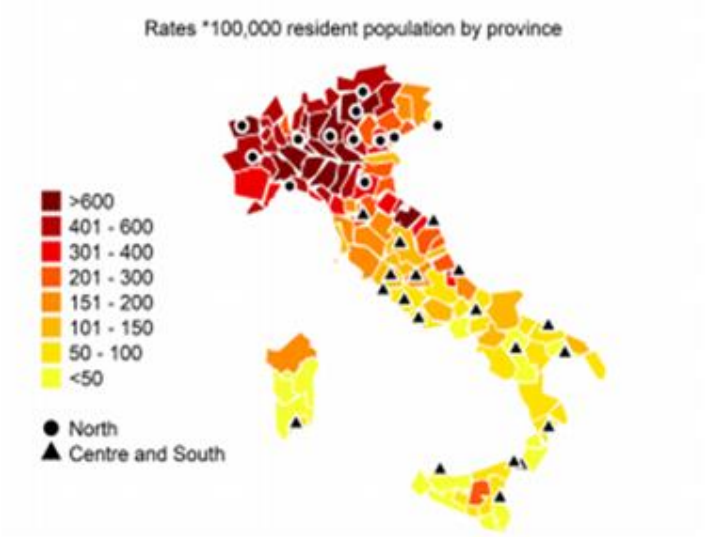 Rates *100,000 resident population by province
>600
401 - 600
301 - 400
201 - 300
151 - 200
101 - 150
50 - 100
<50
North
Centre and South